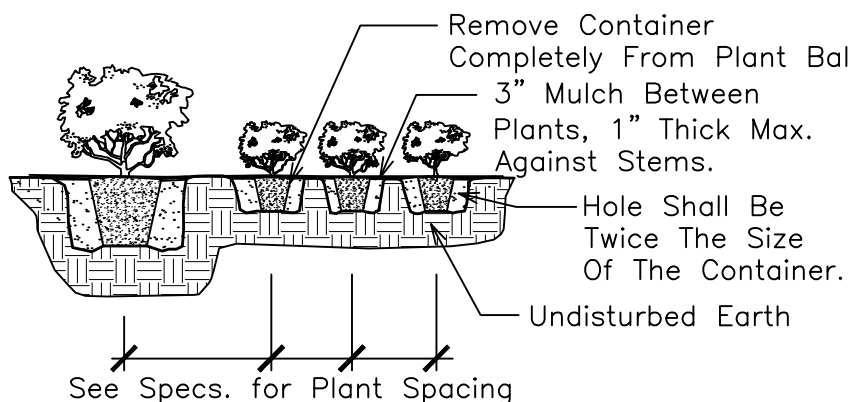 Remove Container
Completely From Plant Bal
3” Mulch Between
Plants, 1” Thick Max.
Against Stems.
Hole Shall Be
Twice The Size
Of The Container.
Undisturbed Earth
See Specs. for Plant Spacing